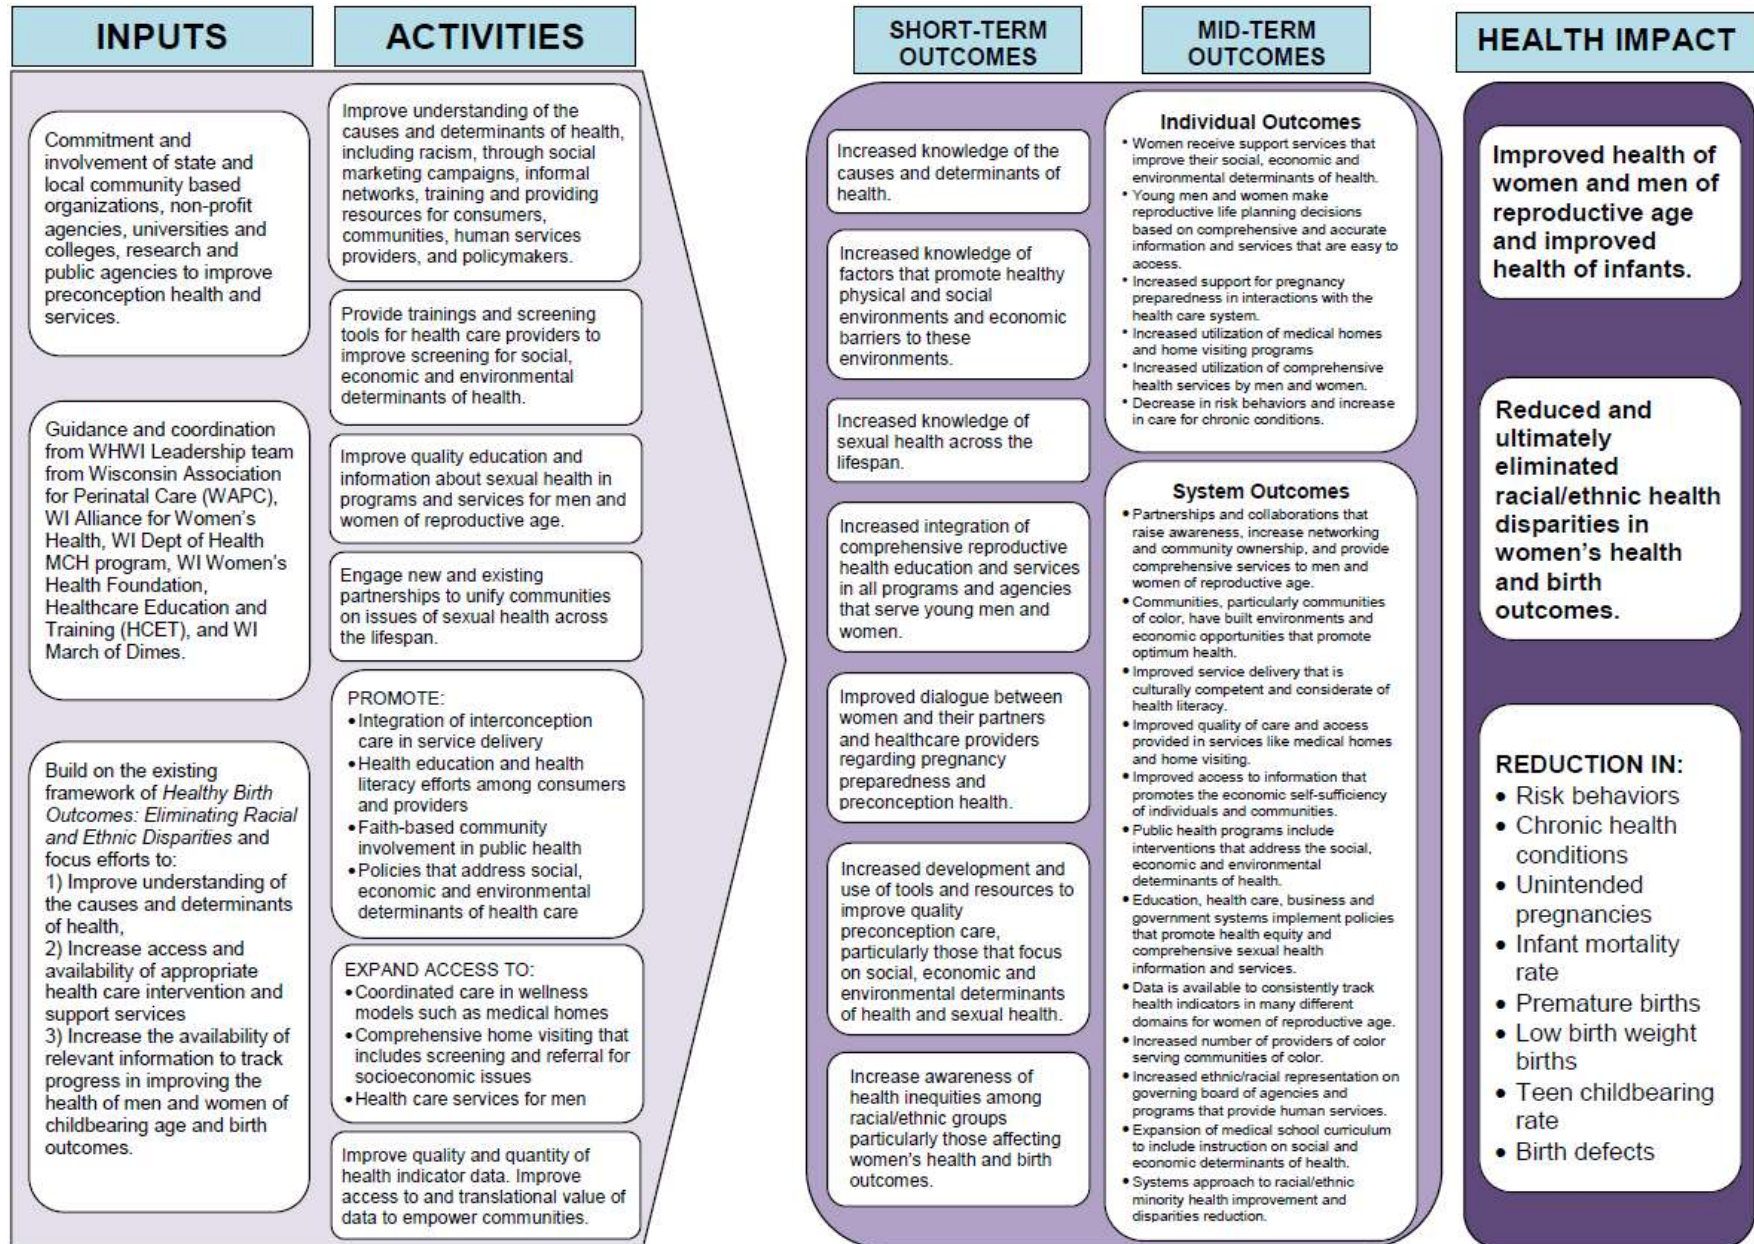 INPUTS
Commitment and
involvement of state and
local community based
organizations, non-profit
agencies, universities and
colleges, research and
public agencies to improve
preconception health and
services.
Guidance and coordination
from WHWI Leadership team
from Wisconsin Association
for Perinatal Care (WAPC),
WI Alliance for Women's
Health, WI Dept of Health
MCH program, WI Women's
Health Foundation,
Healthcare Education and
Training (HCET), and WI
March of Dimes.
Build on the existing
framework of Healthy Birth
Outcomes: Eliminating Racial
and Ethnic Disparities and
focus efforts to:
1) Improve understanding of
the causes and determinants
of health,
2) Increase access and
availability of appropriate
health care intervention and
support services
3) Increase the availability of
relevant information to track
progress in improving the
health of men and women of
childbearing age and birth
outcomes.
ACTIVITIES
Improve understanding of the
causes and determinants of health,
including racism, through social
marketing campaigns, informal
networks, training and providing
resources for consumers,
communities, human services
providers, and policymakers.
Provide trainings and screening
tools for health care providers to
improve screening for social,
economic and environmental
determinants of health.
Improve quality education and
information about sexual health in
programs and services for men and
women of reproductive age.
Engage new and existing
partnerships to unify communities
on issues of sexual health across
the lifespan.
PROMOTE:
• Integration of interconception
care in service delivery
• Health education and health
literacy efforts among consumers
and providers
• Faith-based community
involvement in public health
• Policies that address social,
economic and environmental
determinants of health care
EXPAND ACCESS TO:
• Coordinated care in wellness
models such as medical homes
• Comprehensive home visiting that
includes screening and referral for
socioeconomic issues
• Health care services for men
Improve quality and quantity of
health indicator data. Improve
access to and translational value of
data to empower communities.
SHORT-TERM
OUTCOMES
Increased knowledge of the
causes and determinants of
health.
Increased knowledge of
factors that promote healthy
physical and social
environments and economic
barriers to these
environments.
Increased knowledge of
sexual health across the
lifespan.
Increased integration of
comprehensive reproductive
health education and services
in all programs and agencies
that serve young men and
women.
Improved dialogue between
women and their partners
and healthcare providers
regarding pregnancy
preparedness and
preconception health.
Increased development and
use of tools and resources to
improve quality
preconception care,
particularly those that focus
on social, economic and
environmental determinants
of health and sexual health.
Increase awareness of
health inequities among
racial/ethnic groups
particularly those affecting
women's health and birth
outcomes.
MID-TERM
OUTCOMES
Individual Outcomes
• Women receive support services that
improve their social, economic and
environmental determinants of health.
• Young men and women make
reproductive life planning decisions
based on comprehensive and accurate
information and services that are easy to
access.
• Increased support for pregnancy
preparedness in interactions with the
health care system.
• Increased utilization of medical homes
and home visiting programs
• Increased utilization of comprehensive
health services by men and women.
• Decrease in risk behaviors and increase
in care for chronic conditions.
System Outcomes
• Partnerships and collaborations that
raise awareness, increase networking
and community ownership, and provide
comprehensive services to men and
women of reproductive age.
• Communities, particularly communities
of color, have built environments and
economic opportunities that promote
optimum health.
• Improved service delivery that is
culturally competent and considerate of
health literacy.
• Improved quality of care and access
provided in services like medical homes
and home visiting.
• Improved access to information that
promotes the economic self-sufficiency
of individuals and communities.
• Public health programs include
interventions that address the social,
economic and environmental
determinants of health.
• Education, health care, business and
government systems implement policies
that promote health equity and
comprehensive sexual health
information and services.
• Data is available to consistently track
health indicators in many different
domains for women of reproductive age.
• Increased number of providers of color
serving communities of color.
• Increased ethnic/racial representation on
governing board of agencies and
programs that provide human services.
• Expansion of medical school curriculum
to include instruction on social and
economic determinants of health.
• Systems approach to racial/ethnic
minority health improvement and
disparities reduction.
HEALTH IMPACT
Improved health of
women and men of
reproductive age
and improved
health of infants.
Reduced and
ultimately
eliminated
racial/ethnic health
disparities in
women's health
and birth
outcomes.
REDUCTION IN:
• Risk behaviors
• Chronic health
conditions
• Unintended
pregnancies
• Infant mortality
rate
• Premature births
• Low birth weight
births
• Teen childbearing
rate
• Birth defects